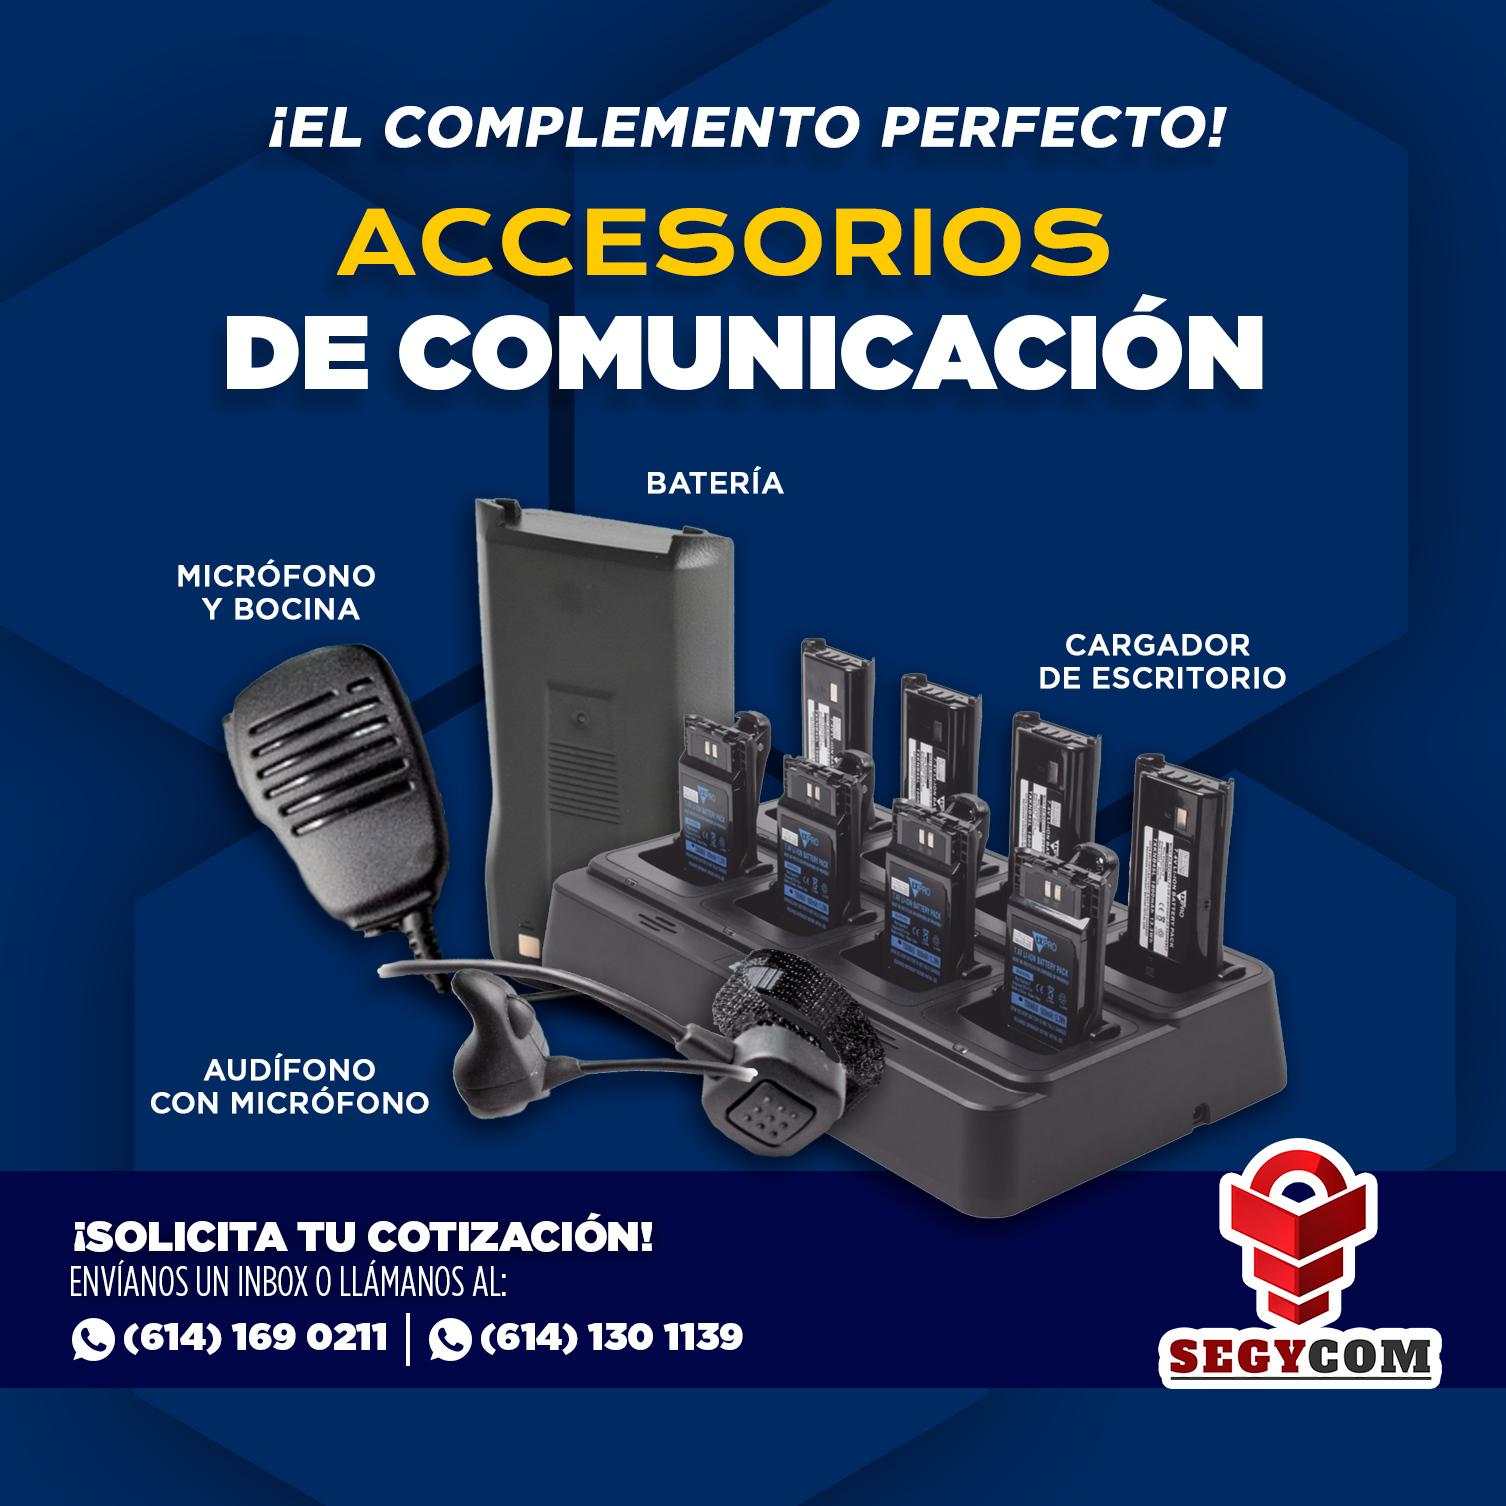 ¡EL COMPLEMENTO PERFECTO!
ACCESORIOS
DE COMUNICACIÓN
BATERÍA
MICRÓFONO
Y BOCINA
CARGADOR
DE ESCRITORIO
AUDÍFONO
CON MICRÓFONO
¡SOLICITA TU COTIZACIÓN!
ENVÍANOS UN INBOX O LLÁMANOS AL:
(614) 169 0211 | (614) 130 1139
SEGYCOM